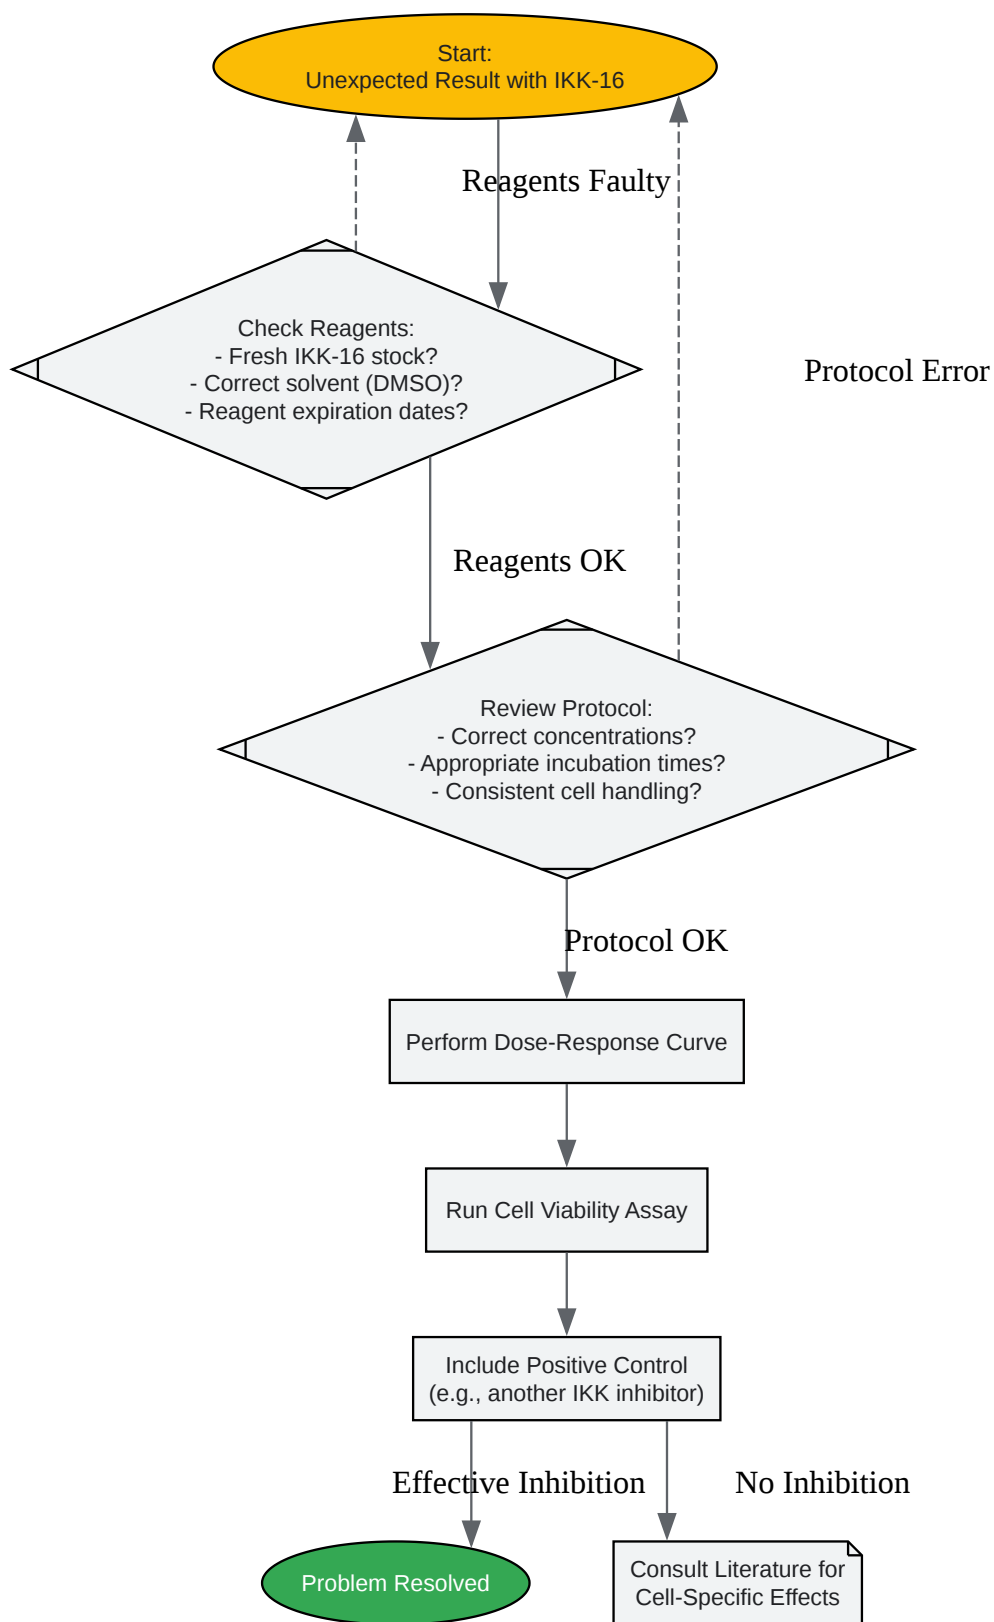 Start:
Unexpected Result with IKK-16
Reagents Faulty
Check Reagents:
- Fresh IKK-16 stock?
- Correct solvent (DMSO)?
- Reagent expiration dates?
Protocol Error
Reagents OK
Review Protocol:
- Correct concentrations?
- Appropriate incubation times?
- Consistent cell handling?
Protocol OK
Perform Dose-Response Curve
Run Cell Viability Assay
Include Positive Control
(e.g., another IKK inhibitor)
Effective Inhibition
No Inhibition
Problem Resolved
Consult Literature for
Cell-Specific Effects